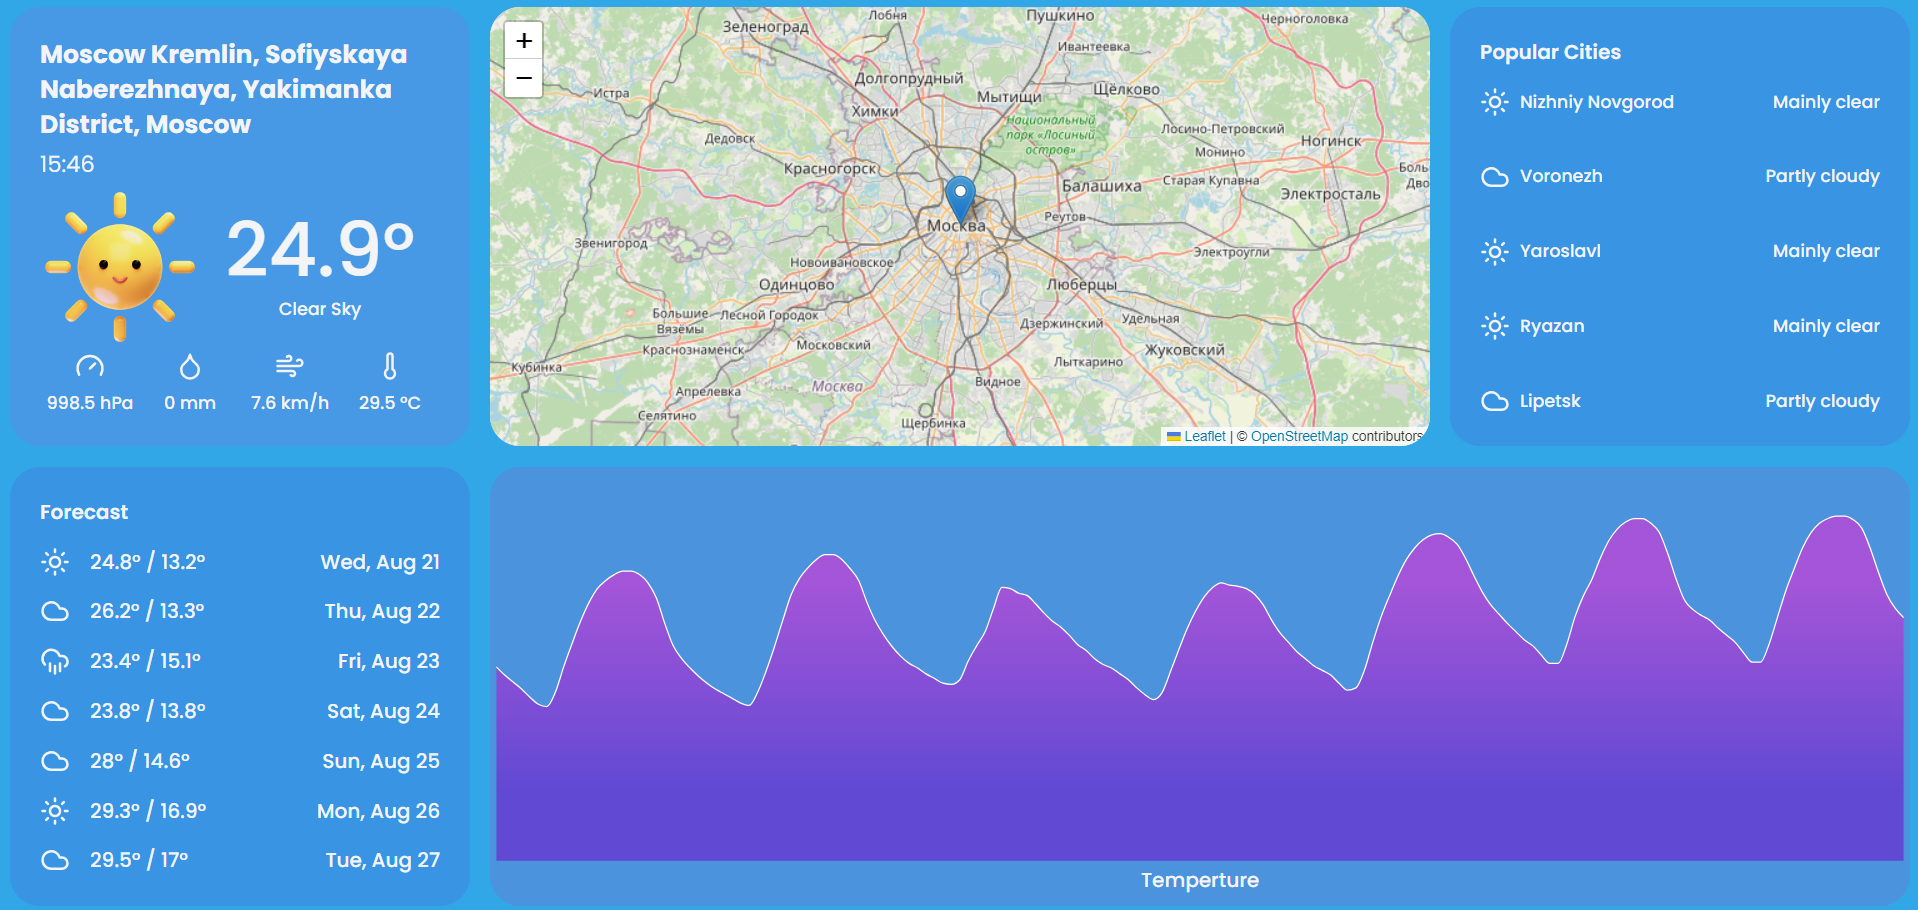 Moscow Kremlin, Sofiyskaya
Naberezhnaya, Yakimanka
District, Moscow
15:46
24.9°
Clear Sky
998.5 hPa
0 mm
7.6 km/h
29.5 °C
+
−
Зеленоград
Лобня
Пушкино
Черноголовка
Ивантеевка
Долгопрудный
Истра
Мытищи
Щёлково
Химки
Национальный
парк «Лосиный
остров»
Дедовск
Лосино-Петровский
Ногинск
Монино
Красногорск
Боль
Дво
Балашиха
Старая Купавна
Электросталь
Реутов
Москва
Звенигород
Электроугли
Новоивановское
Одинцово
Люберцы
Большие
Вяземы
Лесной Городок
Дзержинский
Удельная
Краснознаменск
Московский
Жуковский
Кубинка
Лыткарино
Москва
Видное
Апрелевка
Селятино
Щербинка
Leaflet | © OpenStreetMap contributors
Popular Cities
Nizhniy Novgorod Mainly clear
Voronezh Partly cloudy
Yaroslavl Mainly clear
Ryazan Mainly clear
Lipetsk Partly cloudy
Forecast
24.8° / 13.2° Wed, Aug 21
26.2° / 13.3° Thu, Aug 22
23.4° / 15.1° Fri, Aug 23
23.8° / 13.8° Sat, Aug 24
28° / 14.6° Sun, Aug 25
29.3° / 16.9° Mon, Aug 26
29.5° / 17° Tue, Aug 27
Temperture